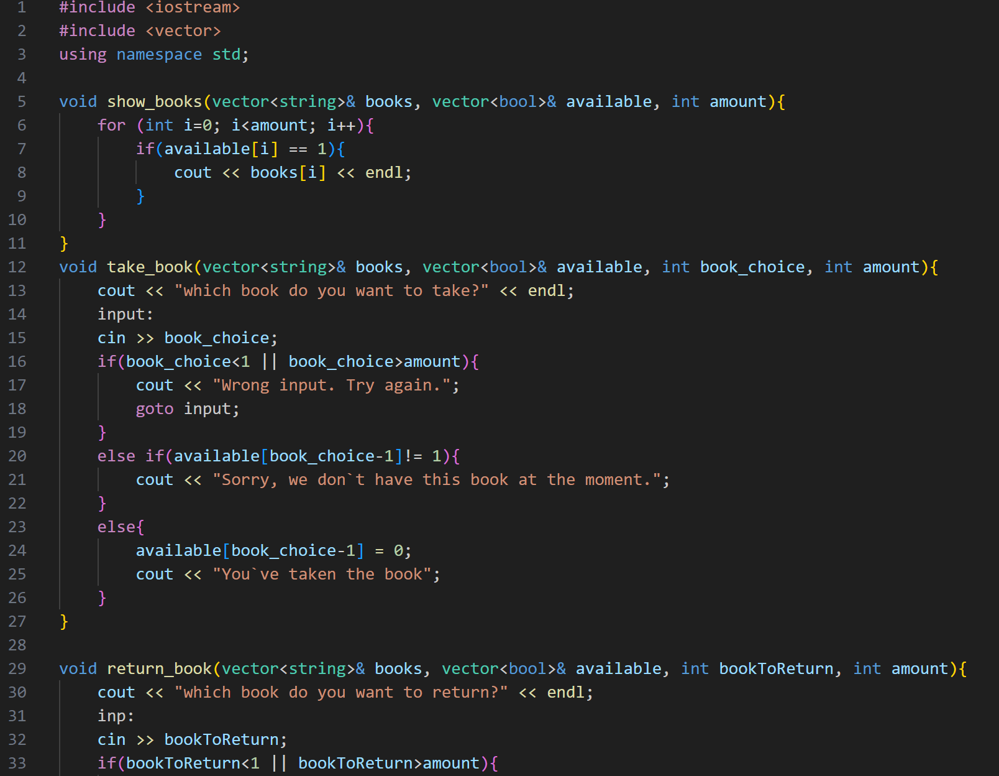 1 #include <iostream>
2 #include <vector>
3 using namespace std;
4
5 void show_books(vector<string>& books, vector<bool>& available, int amount){
6     for (int i=0; i<amount; i++){
7         if(available[i] == 1){
8             cout << books[i] << endl;
9         }
10     }
11 }
12 void take_book(vector<string>& books, vector<bool>& available, int book_choice, int amount){
13     cout << "which book do you want to take?" << endl;
14     input:
15     cin >> book_choice;
16     if(book_choice<1 || book_choice>amount){
17         cout << "Wrong input. Try again.";
18         goto input;
19     }
20     else if(available[book_choice-1]!= 1){
21         cout << "Sorry, we don`t have this book at the moment.";
22     }
23     else{
24         available[book_choice-1] = 0;
25         cout << "You`ve taken the book";
26     }
27 }
28
29 void return_book(vector<string>& books, vector<bool>& available, int bookToReturn, int amount){
30     cout << "which book do you want to return?" << endl;
31     inp:
32     cin >> bookToReturn;
33     if(bookToReturn<1 || bookToReturn>amount){